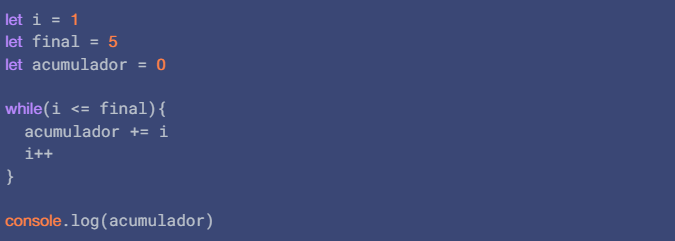 let i = 1
let final = 5
let acumulador = 0

while(i <= final){
  acumulador += i
  i++
}

console.log(acumulador)